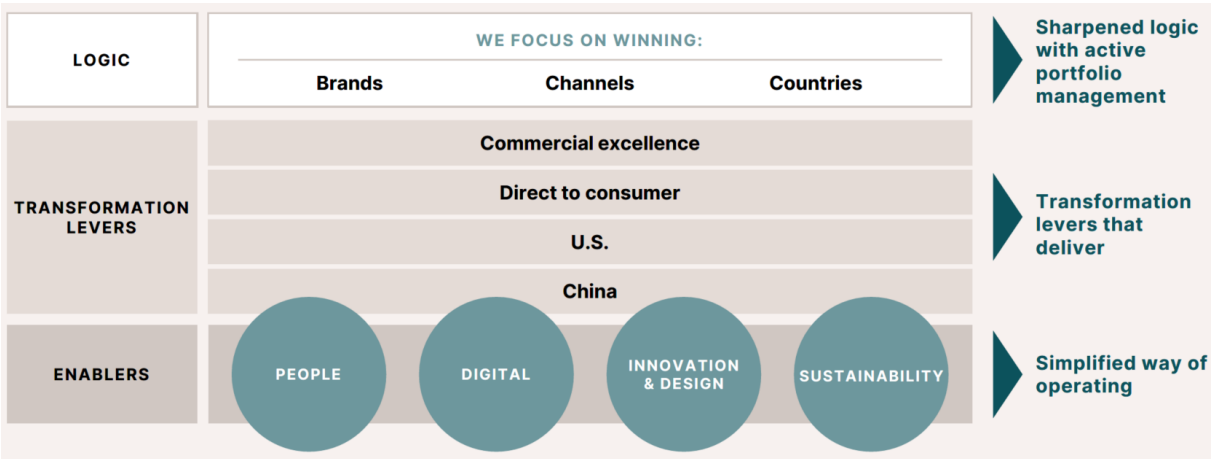 LOGIC
WE FOCUS ON WINNING:
Brands
Channels
Countries
Sharpened logic
with active
portfolio
management
TRANSFORMATION
LEVERS
Commercial excellence
Direct to consumer
U.S.
China
Transformation
levers that
deliver
ENABLERS
PEOPLE
DIGITAL
INNOVATION
& DESIGN
SUSTAINABILITY
Simplified way of
operating